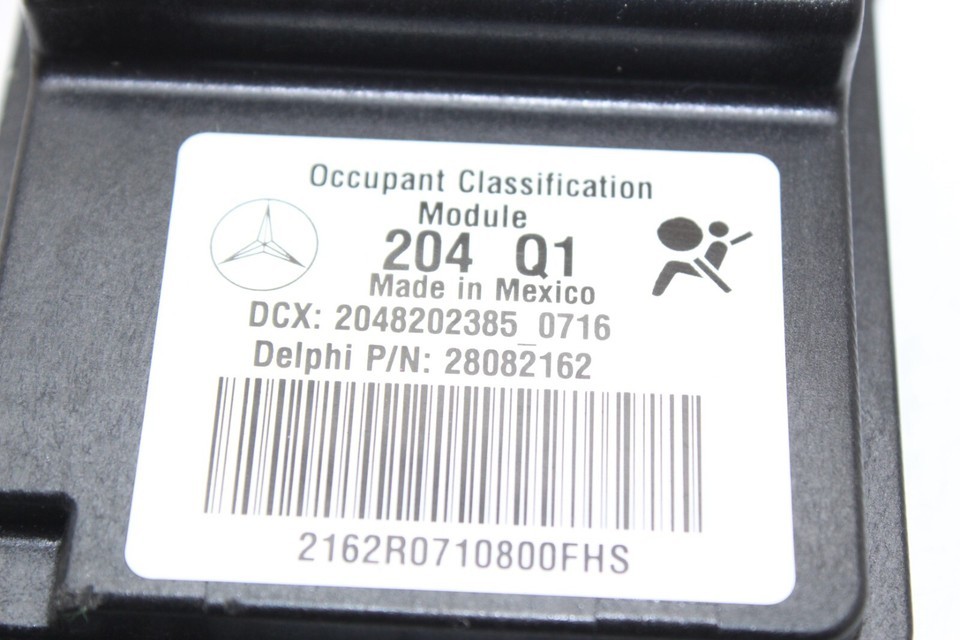 Occupant Classification
Module
204 Q1
Made in Mexico
DCX: 2048202385_0716
Delphi P/N: 28082162
2162R0710800FHS